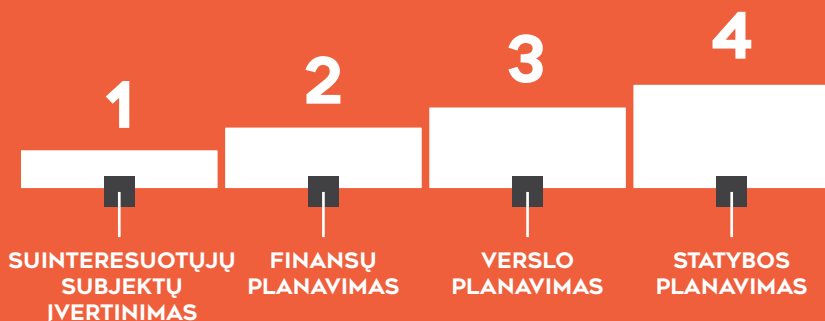 1
2
3
4
SUINTERESUOTŲJŲ
SUBJEKTŲ
ĮVERTINIMAS
FINANSŲ
PLANAVIMAS
VERSLO
PLANAVIMAS
STATYBOS
PLANAVIMAS